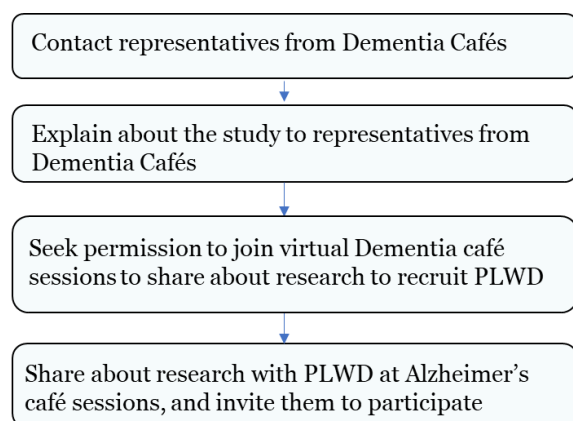 Contact representatives from Dementia Cafés
Explain about the study to representatives from
Dementia Cafés
Seek permission to join virtual Dementia café
sessions to share about research to recruit PLWD
Share about research with PLWD at Alzheimer’s
café sessions, and invite them to participate